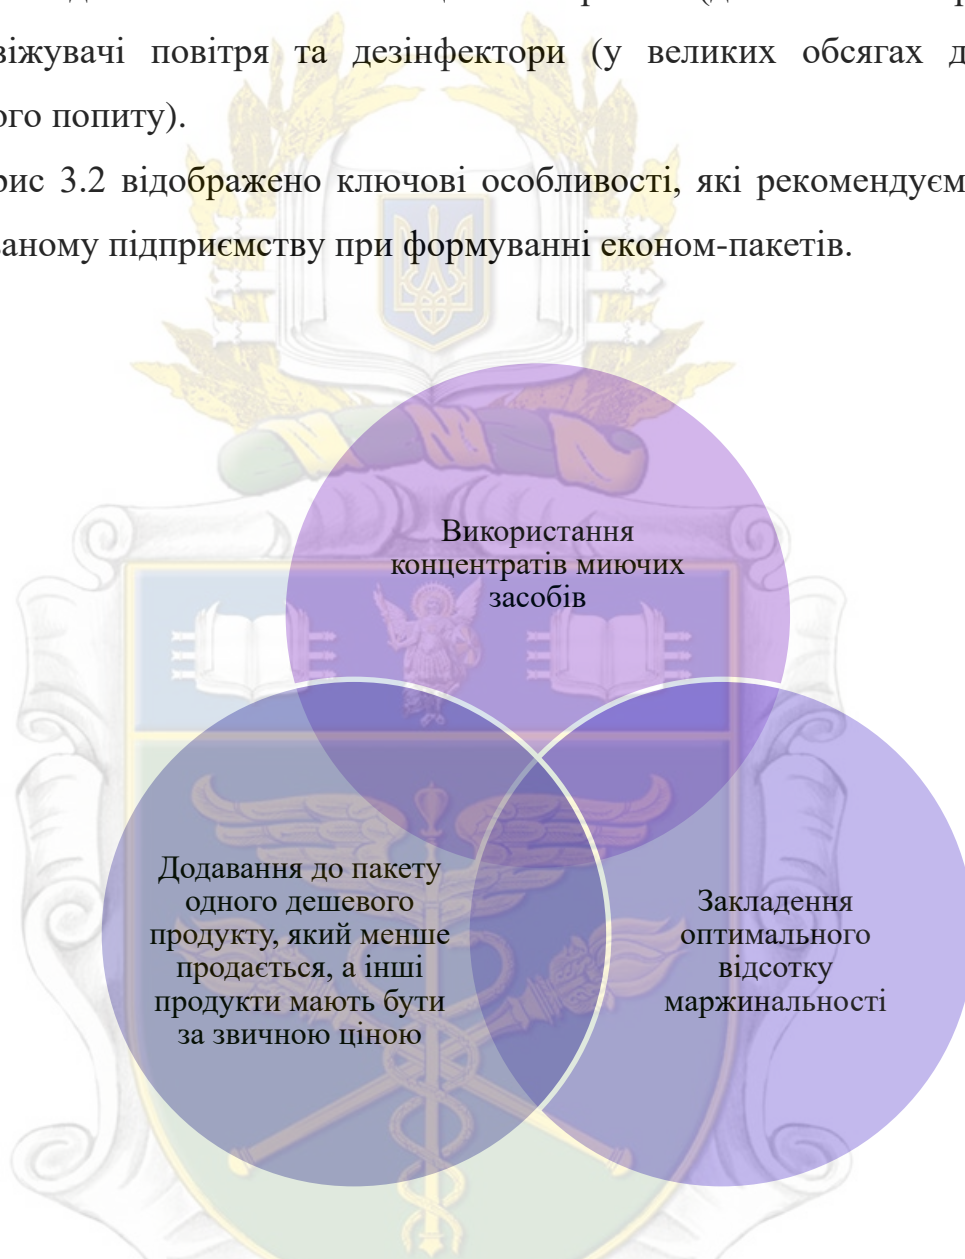 віжувачі повітря та дезінфектори (у великих обсягах д
ого попиту).
рис 3.2 відображено ключові особливості, які рекомендуєм
ваному підприємству при формуванні економ-пакетів.
Використання
концентратів миючих
засобів
Додавання до пакету
одного дешевого
продукту, який менше
продається, а інші
продукти мають бути
за звичною ціною
Закладення
оптимального
відсотку
маржинальності